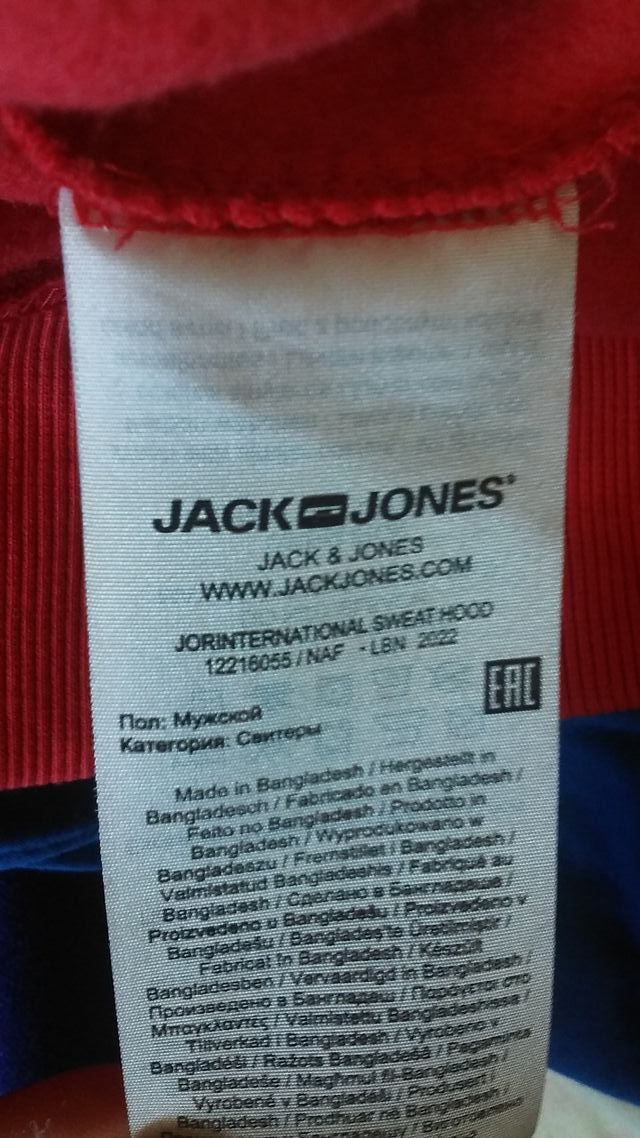 JACK JONES®
JACK & JONES
WWW.JACKJONES.COM
JORINTERNATIONAL SWEAT HOOD
12216055 / NAF - LBN 2022
EAC
Пол: Мужской
Категория: Свитеры
Made in Bangladesh / Hergestellt in
Bangladesch / Fabricado en Bangladesh /
Feito no Bangladesh / Prodotto in
Bangladesh / Wyprodukowano w
Bangladeszu / Fremstillet i Bangladesh /
Valmistatud Bangladeshis / Fabriqué au
Bangladesh / Сделано в Бангладеше /
Proizvedeno u Bangladešu / Proizvedeno v
Bangladešu / Bangladeş'te Üretilmiştir /
Fabricat în Bangladesh / Készült
Bangladesben / Vervaardigd in Bangladesh /
Произведено в Бангладеш / Παράγεται στο
Μπουγκλαντές / Valmistettu Bangladeshissa /
Tillverkad i Bangladesh / Vyrobeno v
Bangladéši / Ražots Bangladešā / Pagaminta
Bangladeše / Magħmul fil-Bangladesh /
Vyrobené v Bangladéši / Produsert i
Bangladesh / Prodhuar në Bangladesh /